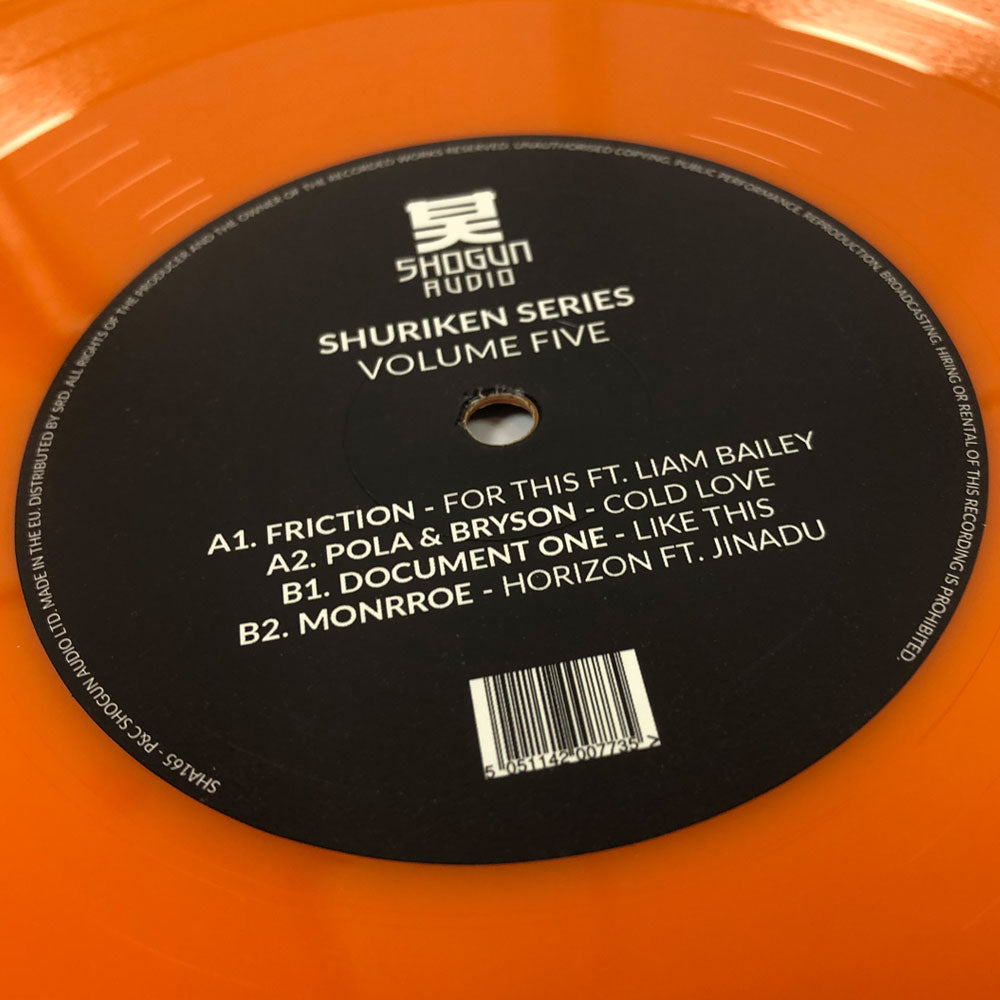 昊
SHOGUN
AUDIO
SHURIKEN SERIES
VOLUME FIVE
A1. FRICTION - FOR THIS FT. LIAM BAILEY
A2. POLA & BRYSON - COLD LOVE
B1. DOCUMENT ONE - LIKE THIS
B2. MONRROE - HORIZON FT. JINADU
5 051142 007735 >
SHA165 - P&C SHOGUN AUDIO LTD. MADE IN THE EU. DISTRIBUTED BY SRD. ALL RIGHTS OF THE PRODUCER AND THE OWNER OF THE RECORDED WORKS RESERVED. UNAUTHORISED COPYING, PUBLIC PERFORMANCE, REPRODUCTION, BROADCASTING, HIRING OR RENTAL OF THIS RECORDING IS PROHIBITED.